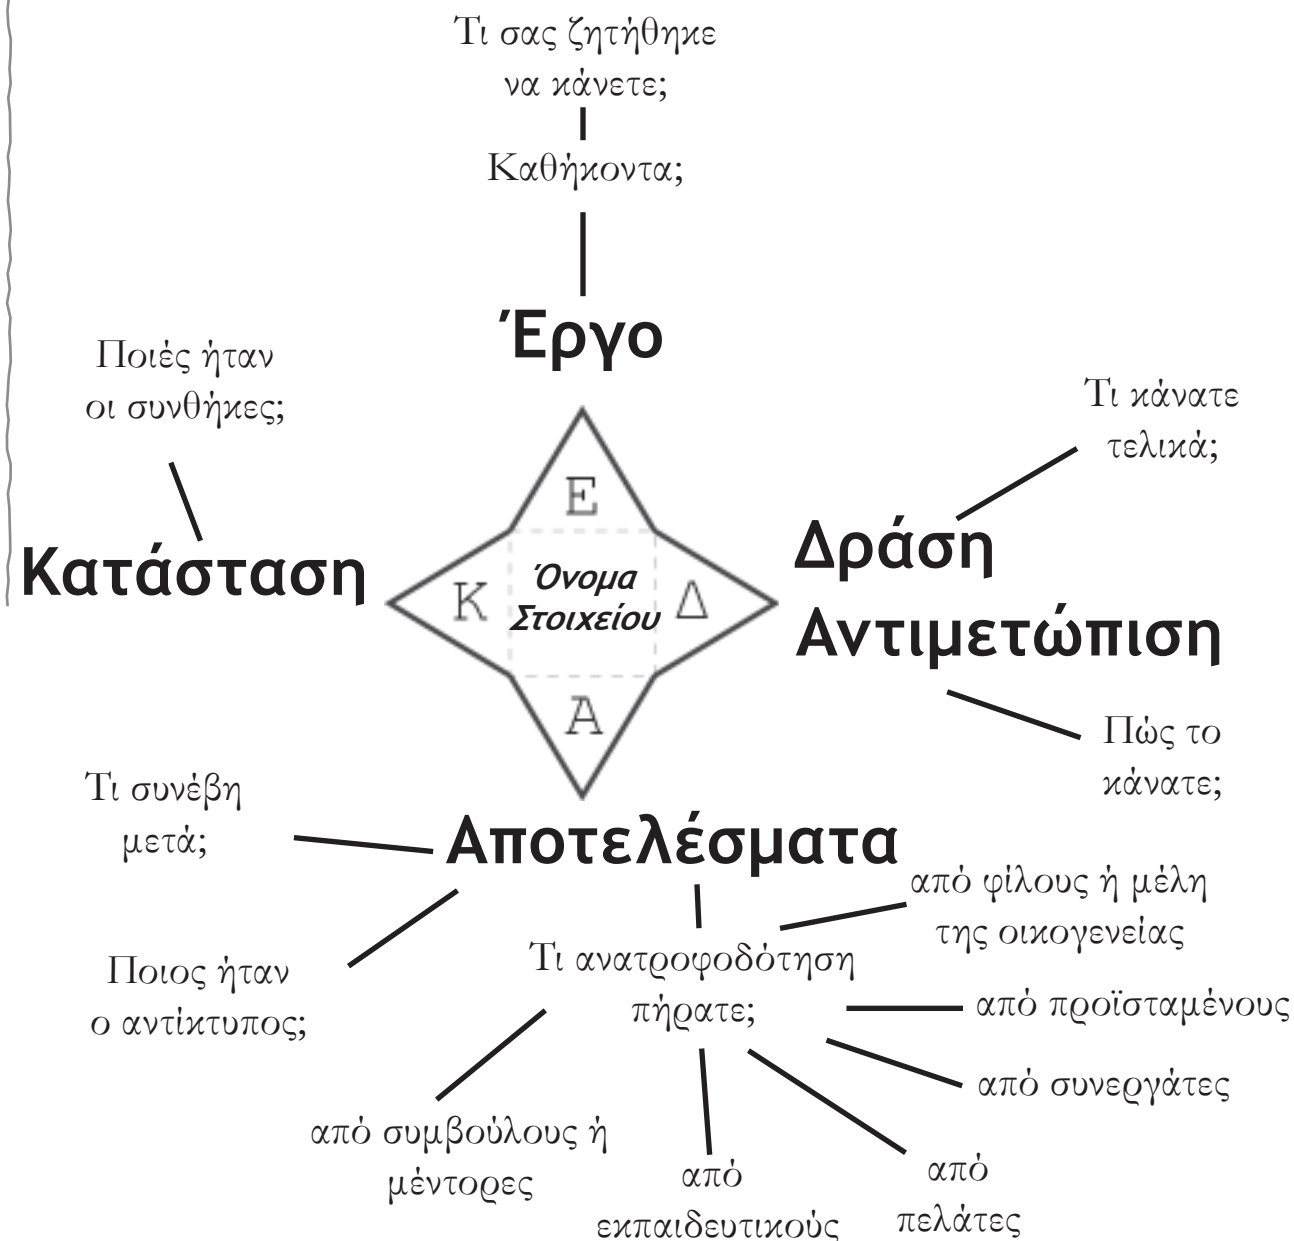 Τι σας ζητήθηκε
να κάνετε;
Καθήκοντα;
Έργο
Ποιές ήταν
οι συνθήκες;
Κατάσταση
Τι κάνατε
τελικά;
Δράση
Αντιμετώπιση
Πώς το
κάνατε;
Ε
Κ
Όνομα
Στοιχείου
Δ
Α
Αποτελέσματα
Τι συνέβη
μετά;
Ποιος ήταν
ο αντίκτυπος;
Τι ανατροφοδότηση
πήρατε;
από φίλους ή μέλη
της οικογενείας
από προϊσταμένους
από συνεργάτες
από πελάτες
από
εκπαιδευτικούς
από συμβούλους ή
μέντορες